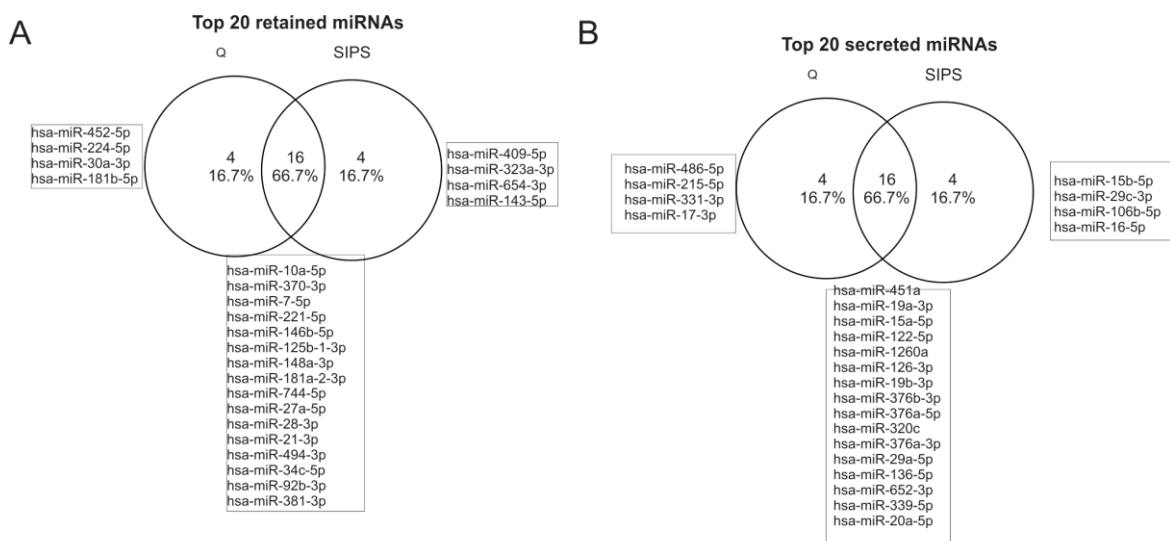 A
Top 20 retained miRNAs
Q
SIPS
hsa-miR-452-5p
hsa-miR-224-5p
hsa-miR-30a-3p
hsa-miR-181b-5p
4
16.7%
16
66.7%
4
16.7%
hsa-miR-409-5p
hsa-miR-323a-3p
hsa-miR-654-3p
hsa-miR-143-5p
hsa-miR-10a-5p
hsa-miR-370-3p
hsa-miR-7-5p
hsa-miR-221-5p
hsa-miR-146b-5p
hsa-miR-125b-1-3p
hsa-miR-148a-3p
hsa-miR-181a-2-3p
hsa-miR-744-5p
hsa-miR-27a-5p
hsa-miR-28-3p
hsa-miR-21-3p
hsa-miR-494-3p
hsa-miR-34c-5p
hsa-miR-92b-3p
hsa-miR-381-3p
B
Top 20 secreted miRNAs
Q
SIPS
hsa-miR-486-5p
hsa-miR-215-5p
hsa-miR-331-3p
hsa-miR-17-3p
4
16.7%
16
66.7%
4
16.7%
hsa-miR-15b-5p
hsa-miR-29c-3p
hsa-miR-106b-5p
hsa-miR-16-5p
hsa-miR-451a
hsa-miR-19a-3p
hsa-miR-15a-5p
hsa-miR-122-5p
hsa-miR-1260a
hsa-miR-126-3p
hsa-miR-19b-3p
hsa-miR-376b-3p
hsa-miR-376a-5p
hsa-miR-320c
hsa-miR-376a-3p
hsa-miR-29a-5p
hsa-miR-136-5p
hsa-miR-652-3p
hsa-miR-339-5p
hsa-miR-20a-5p